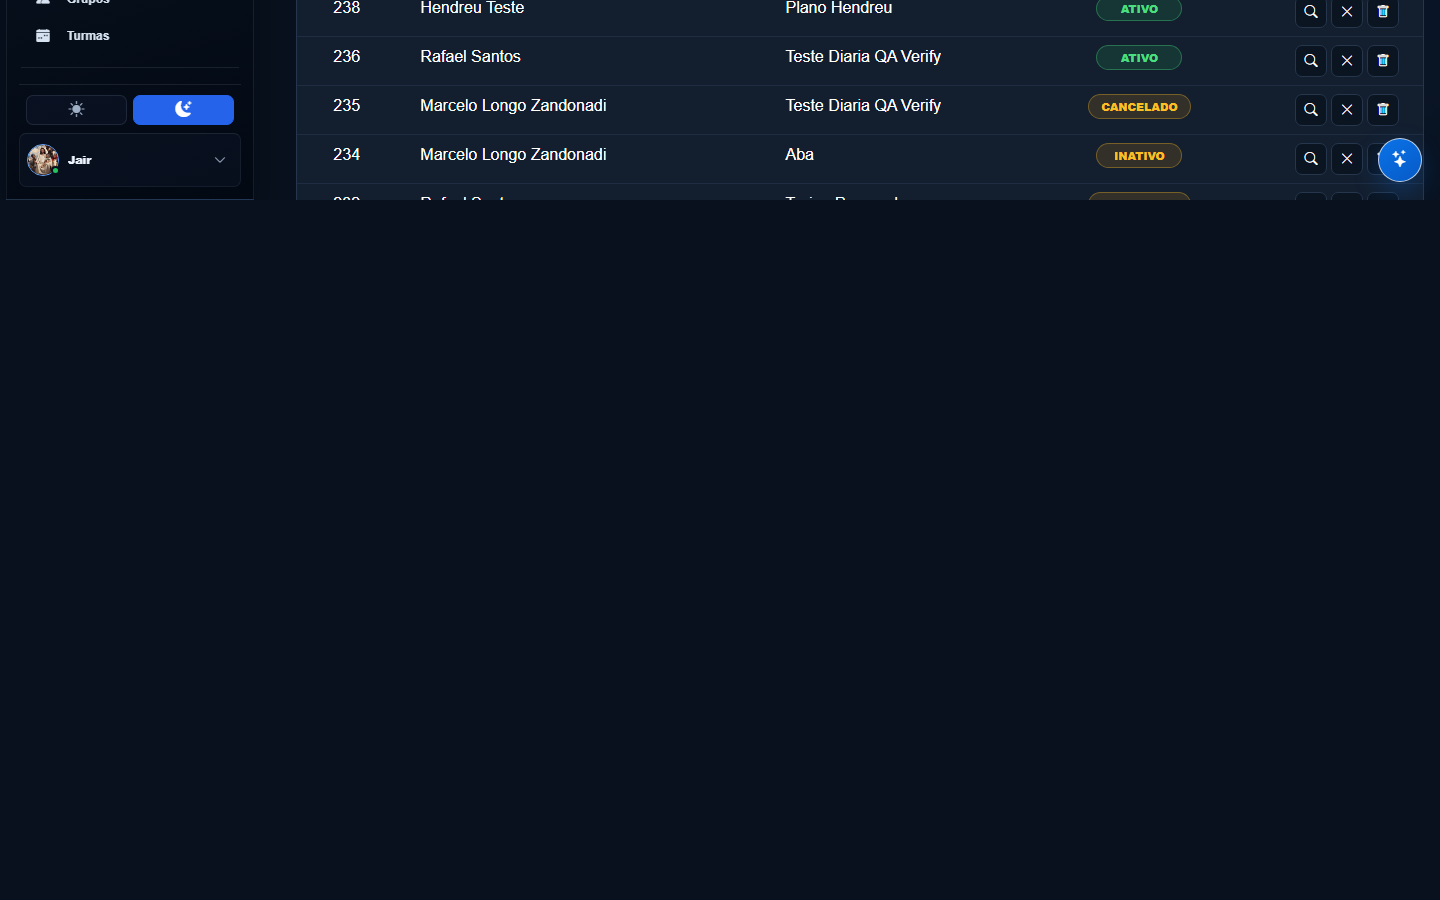 Grupos
Turmas
Jair
238 Hendreu Teste Plano Hendreu ATIVO
236 Rafael Santos Teste Diaria QA Verify ATIVO
235 Marcelo Longo Zandonadi Teste Diaria QA Verify CANCELADO
234 Marcelo Longo Zandonadi Aba INATIVO